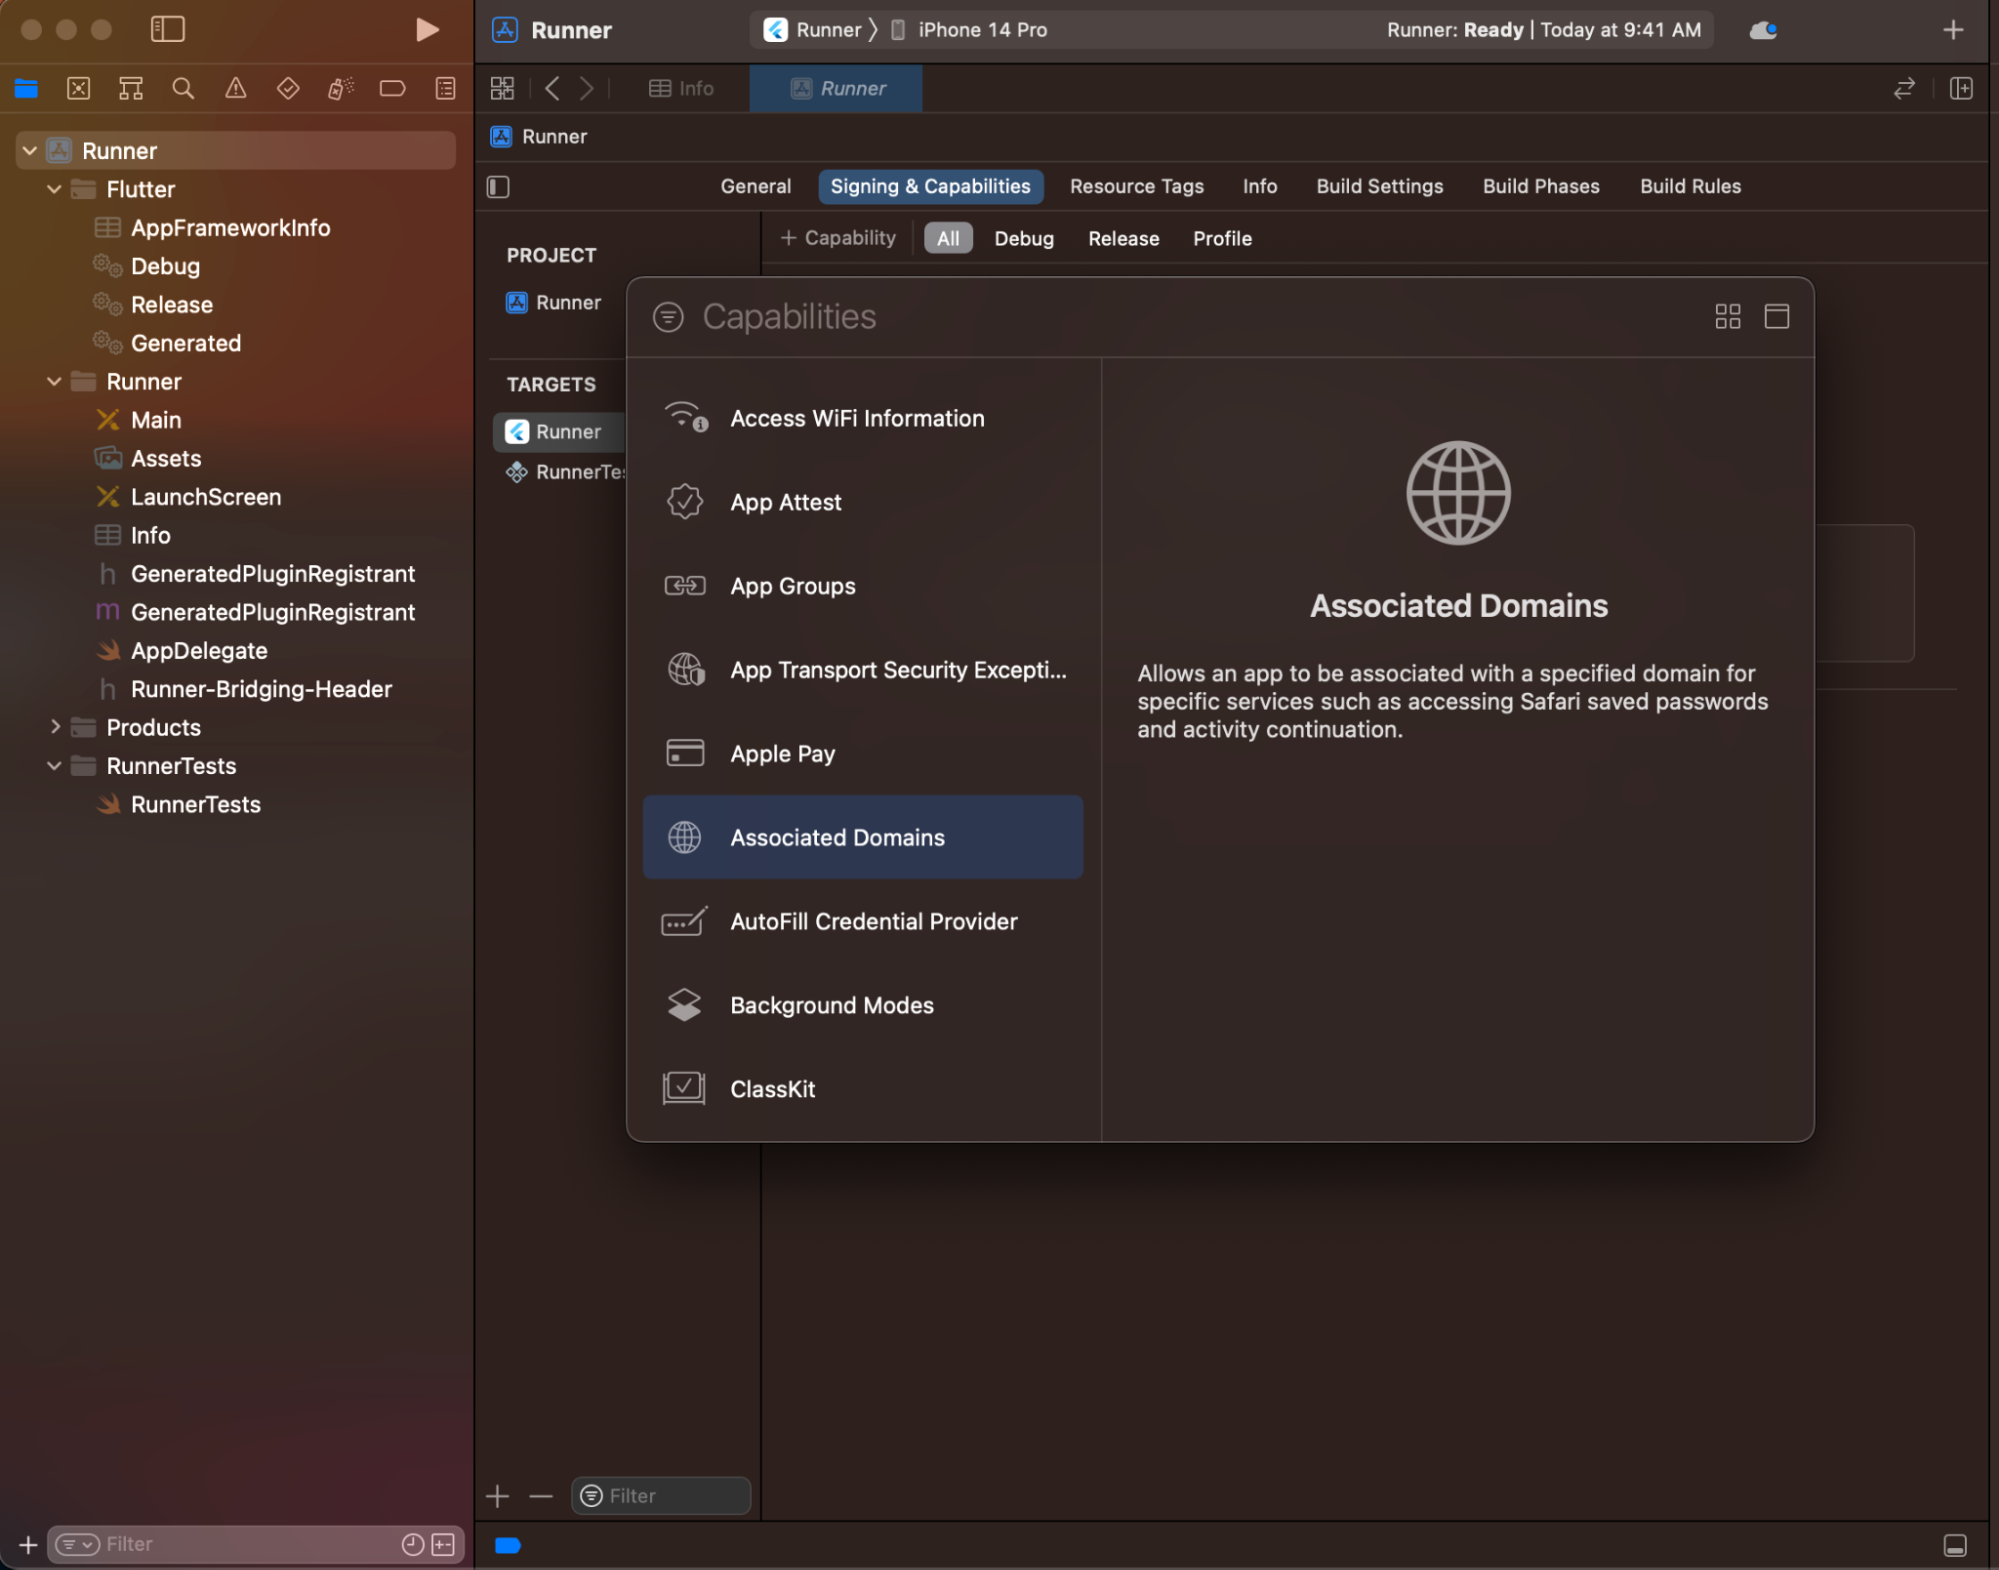 Runner
Runner
iPhone 14 Pro
Runner: Ready | Today at 9:41 AM
Info
Runner
Runner
Flutter
AppFrameworkInfo
Debug
Release
Generated
Runner
Main
Assets
LaunchScreen
Info
h GeneratedPluginRegistrant
m GeneratedPluginRegistrant
AppDelegate
h Runner-Bridging-Header
Products
RunnerTests
RunnerTests
+ Filter
Runner
General
Signing & Capabilities
Resource Tags
Info
Build Settings
Build Phases
Build Rules
PROJECT
Runner
TARGETS
Runner
RunnerTes
+ Capability
All
Debug
Release
Profile
Capabilities
Access WiFi Information
App Attest
App Groups
App Transport Security Excepti...
Apple Pay
Associated Domains
AutoFill Credential Provider
Background Modes
ClassKit
Associated Domains
Allows an app to be associated with a specified domain for
specific services such as accessing Safari saved passwords
and activity continuation.
+ — Filter